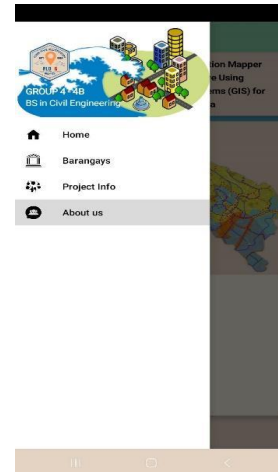 GROUP 4 - 4B
BS in Civil Engineering
Home
Barangays
Project Info
About us
tion Mapper
re Using
ms (GIS) for
a